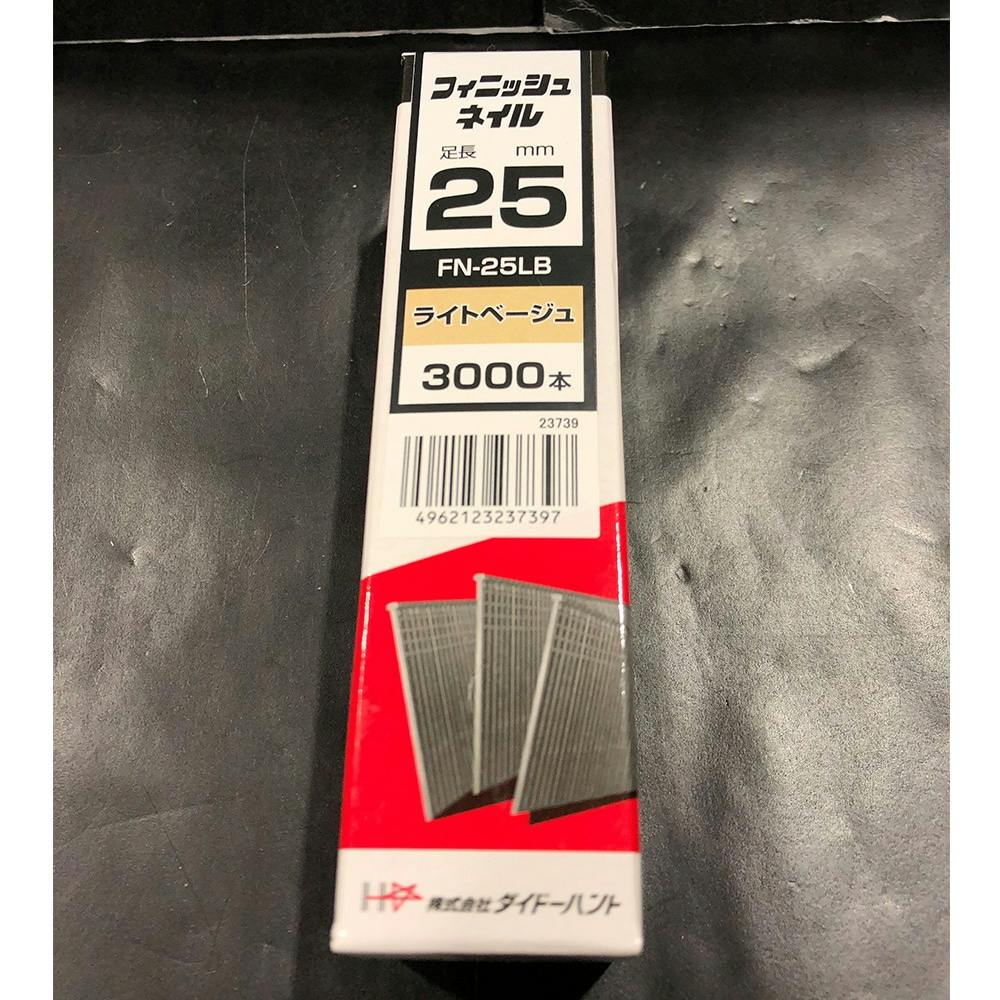 フィニッシュ
ネイル
足長 mm
25
FN-25LB
ライトベージュ
3000本
23739
4962123237397
株式会社 ダイドーハント